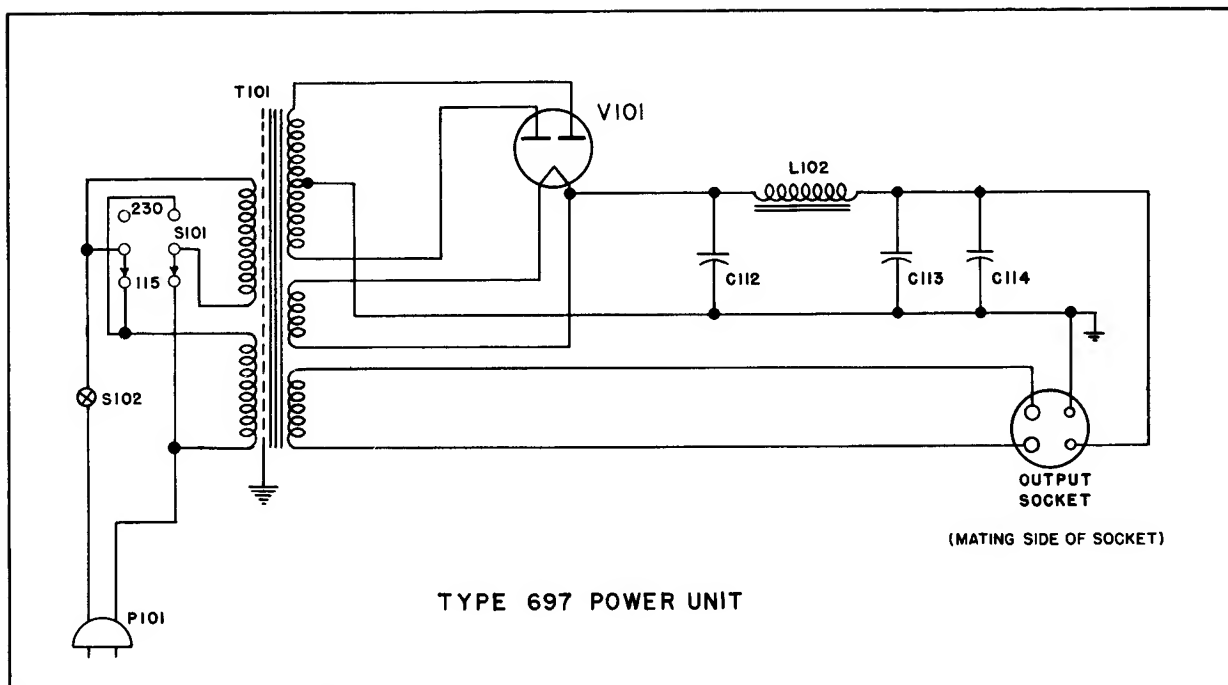 T101
V101
L102
230
S101
115
C112
C113
C114
S102
OUTPUT
SOCKET
(MATING SIDE OF SOCKET)
TYPE 697 POWER UNIT
P101